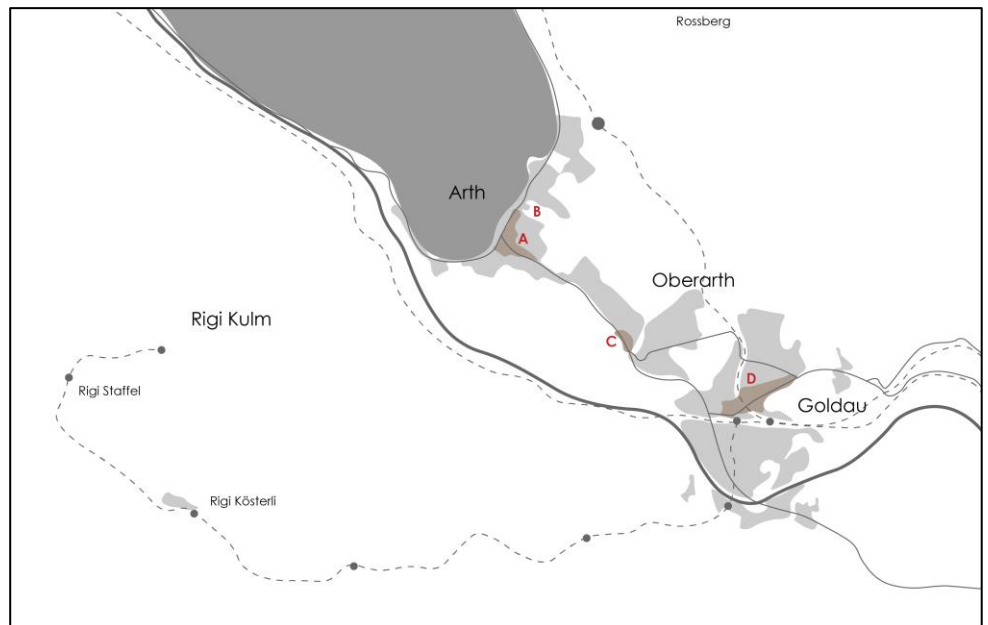 Rossberg
Arth
B
A
Oberarth
Rigi Kulm
C
Rigi Staffel
D
Goldau
Rigi Kösterli